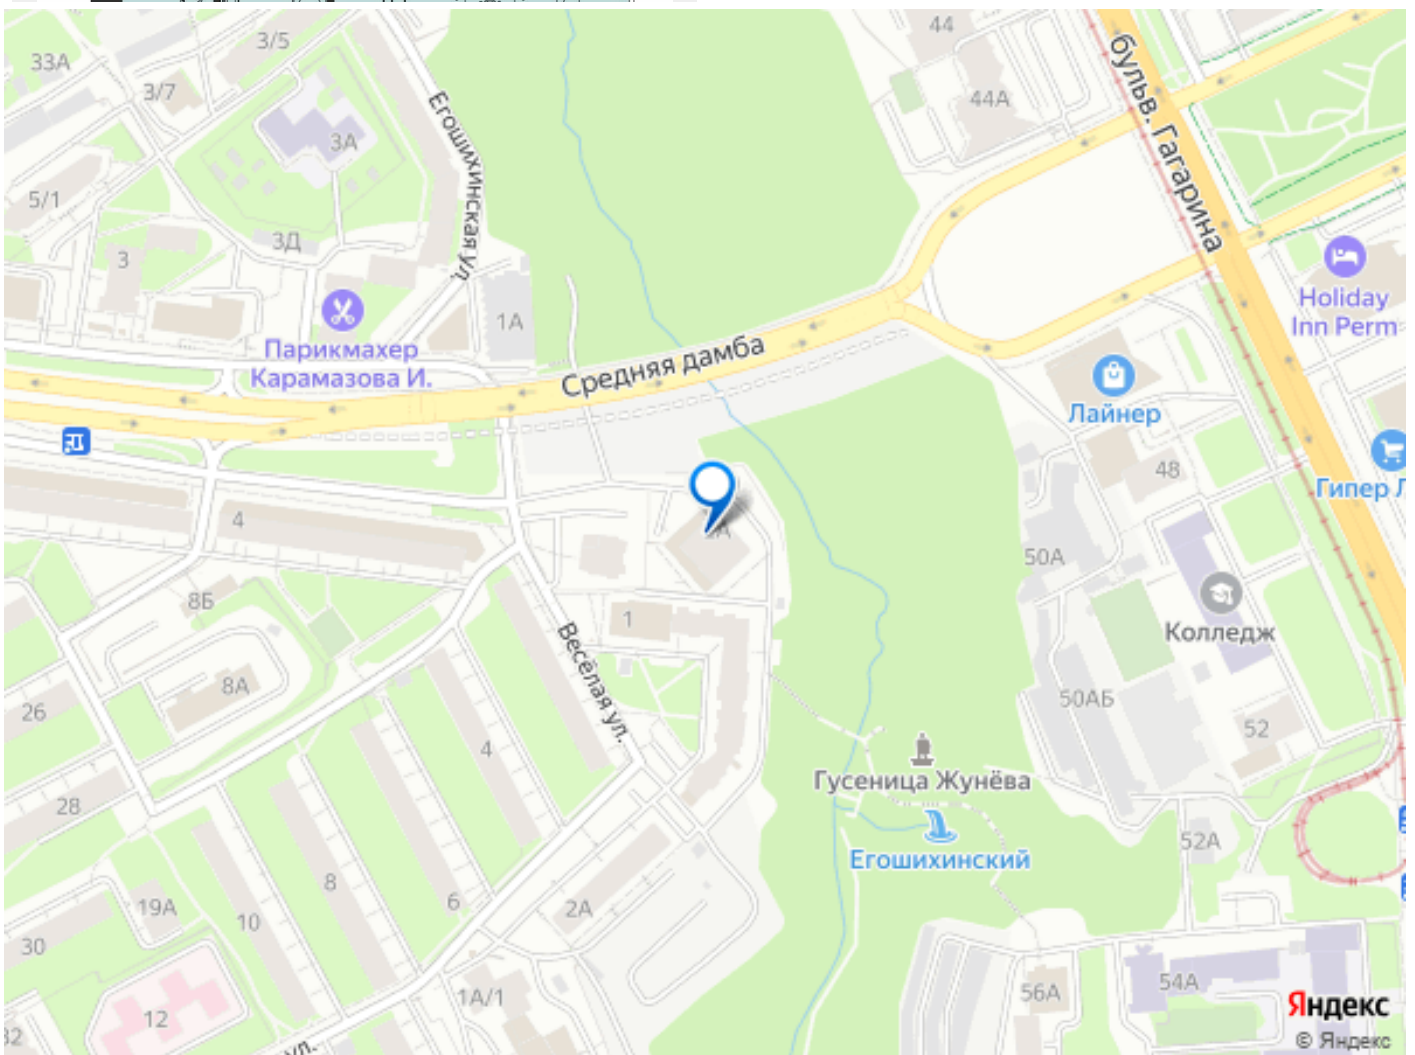 44
3/5
33А
3/7
44А
бульв. Гагарина
Егошихинская ул.
3А
5/1
3Д
3
Holiday
Inn Perm
1А
Парикмахер
Карамазова И.
Средняя дамба
Лайнер
48
Гипер Л
4
50А
8Б
1
Весёлая ул.
Колледж
8А
26
50АБ
52
4
Гусеница Жунёва
28
Егошихинский
52А
8
6
19А
10
2А
30
54А
56А
1А/1
12
Яндекс
© Яндекс